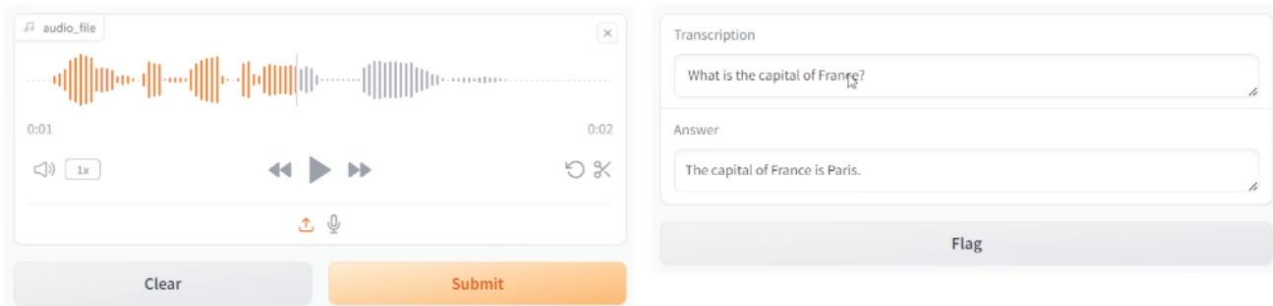 audio_file
0:01
0:02
1x
Clear
Submit
Transcription
What is the capital of France?
Answer
The capital of France is Paris.
Flag